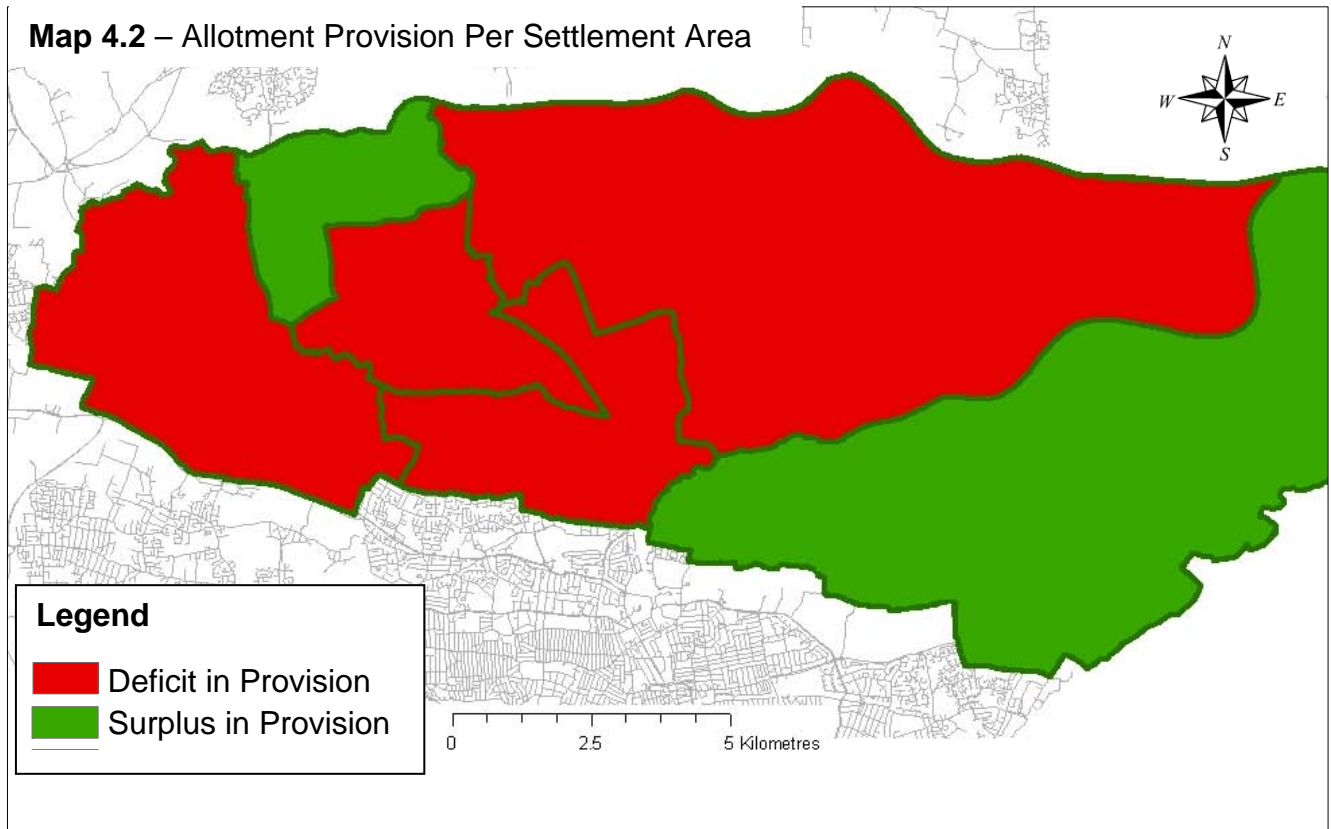 Map 4.2 – Allotment Provision Per Settlement Area
N
W E
S
Legend
Deficit in Provision
Surplus in Provision
0 2.5 5 Kilometres